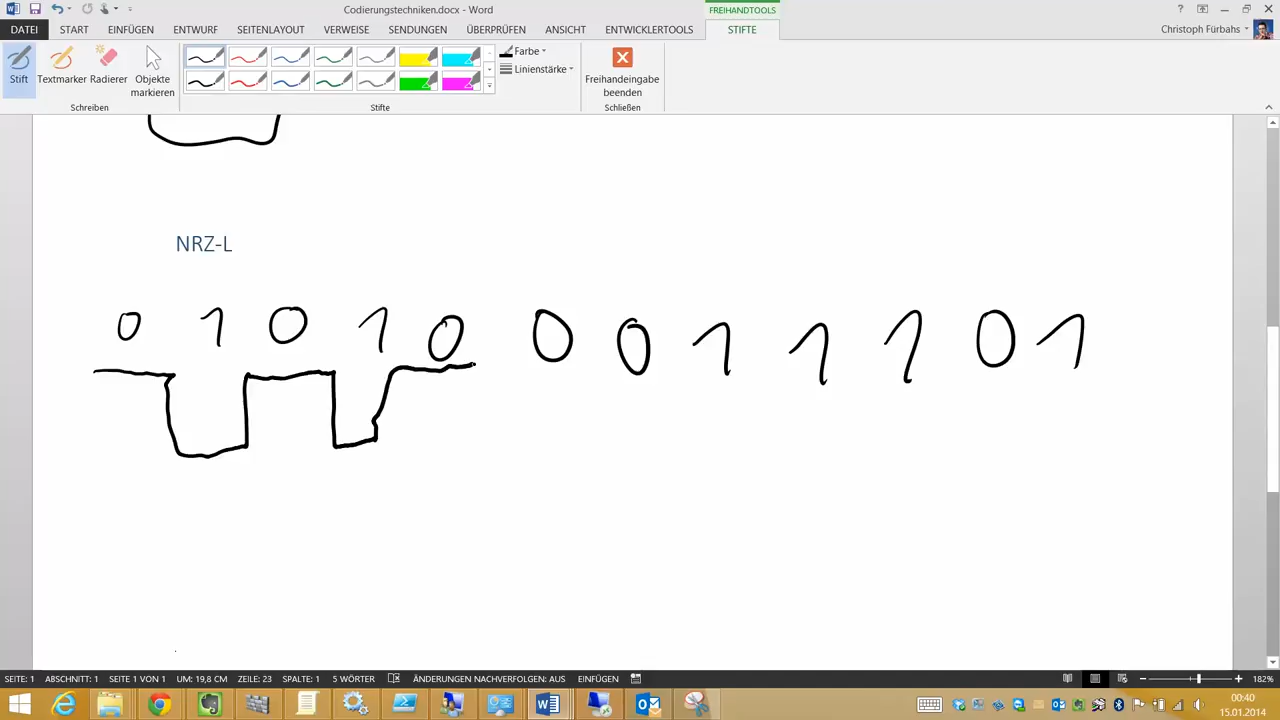 Codierungstechniken.docx - Word
FREIHANDTOOLS
DATEI START EINFÜGEN ENTWURF SEITENLAYOUT VERWEISE SENDUNGEN ÜBERPRÜFEN ANSICHT ENTWICKLERTOOLS STIFTE Christoph Fürbahs
Stift Textmarker Radierer Objekte markieren Farbe Linienstärke Freihandeingabe beenden
Schreiben Stifte Schließen
NRZ-L
0 1 0 1 0 0 0 1 1 1 0 1
SEITE: 1 ABSCHNITT: 1 SEITE 1 VON 1 UM: 19,8 CM ZEILE: 23 SPALTE: 1 5 WÖRTER ÄNDERUNGEN NACHVERFOLGEN: AUS EINFÜGEN 182%
00:40
15.01.2014